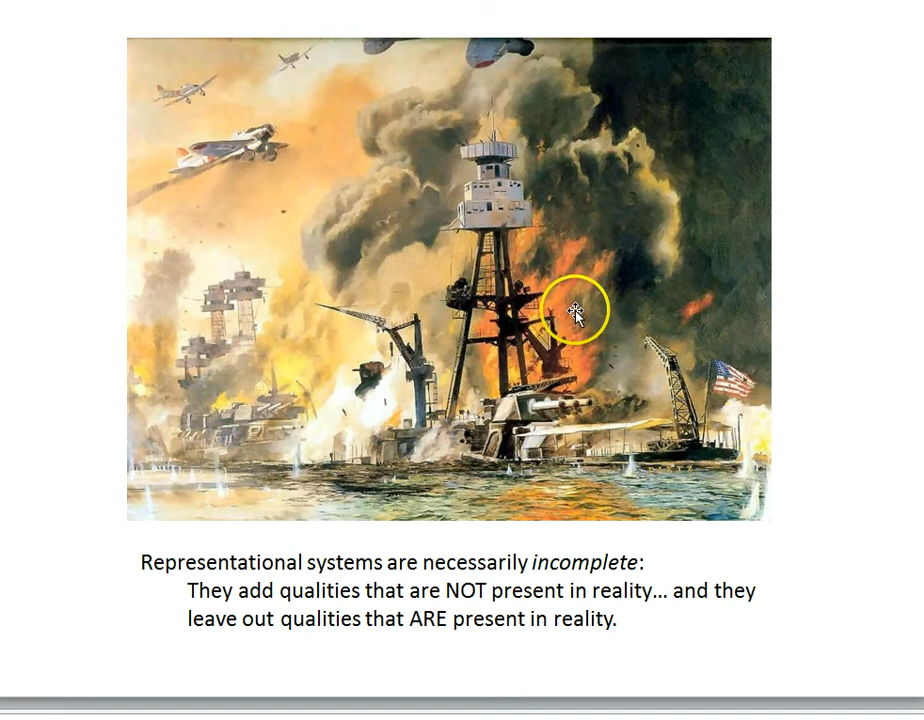 Representational systems are necessarily incomplete:
They add qualities that are NOT present in reality... and they
leave out qualities that ARE present in reality.